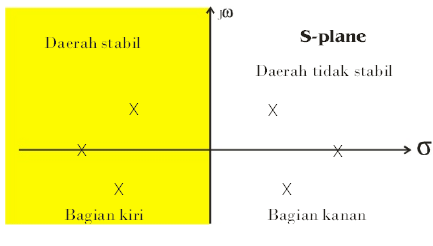 jω
S-plane
Daerah stabil
Daerah tidak stabil
X
X
X
X
σ
X
X
Bagian kiri
Bagian kanan